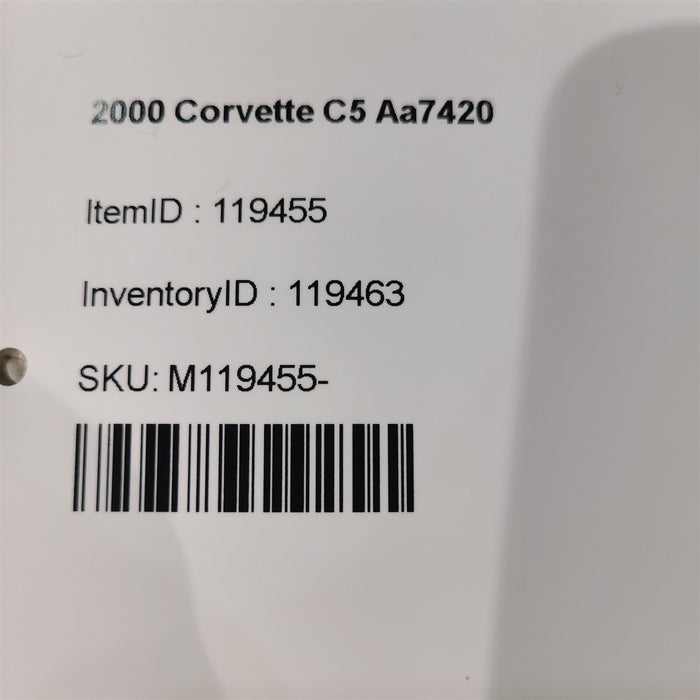 2000 Corvette C5 Aa7420
ItemID : 119455
InventoryID : 119463
SKU: M119455-